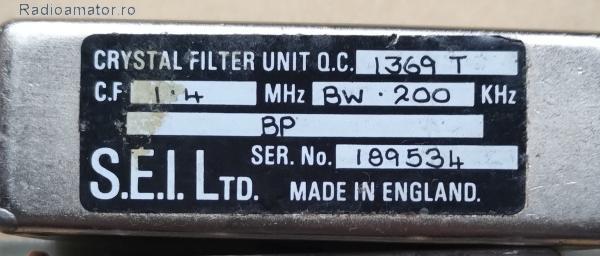 Radioamator.ro
CRYSTAL FILTER UNIT Q.C. 1369 T
C.F 1.4 MHz BW · 200 KHz
BP
SER. No. 189534
S.E.I. LTD. MADE IN ENGLAND.